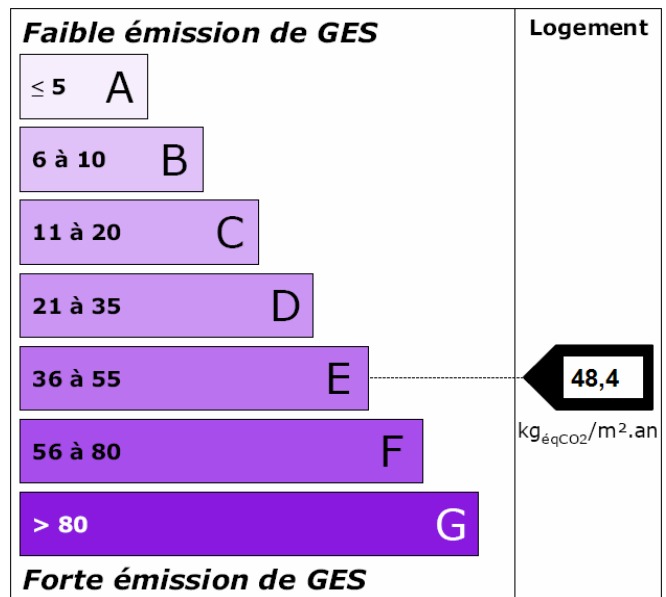 Faible émission de GES
Logement
≤ 5 A
6 à 10 B
11 à 20 C
21 à 35 D
36 à 55 E
48,4
kgéqCO2/m².an
56 à 80 F
> 80 G
Forte émission de GES